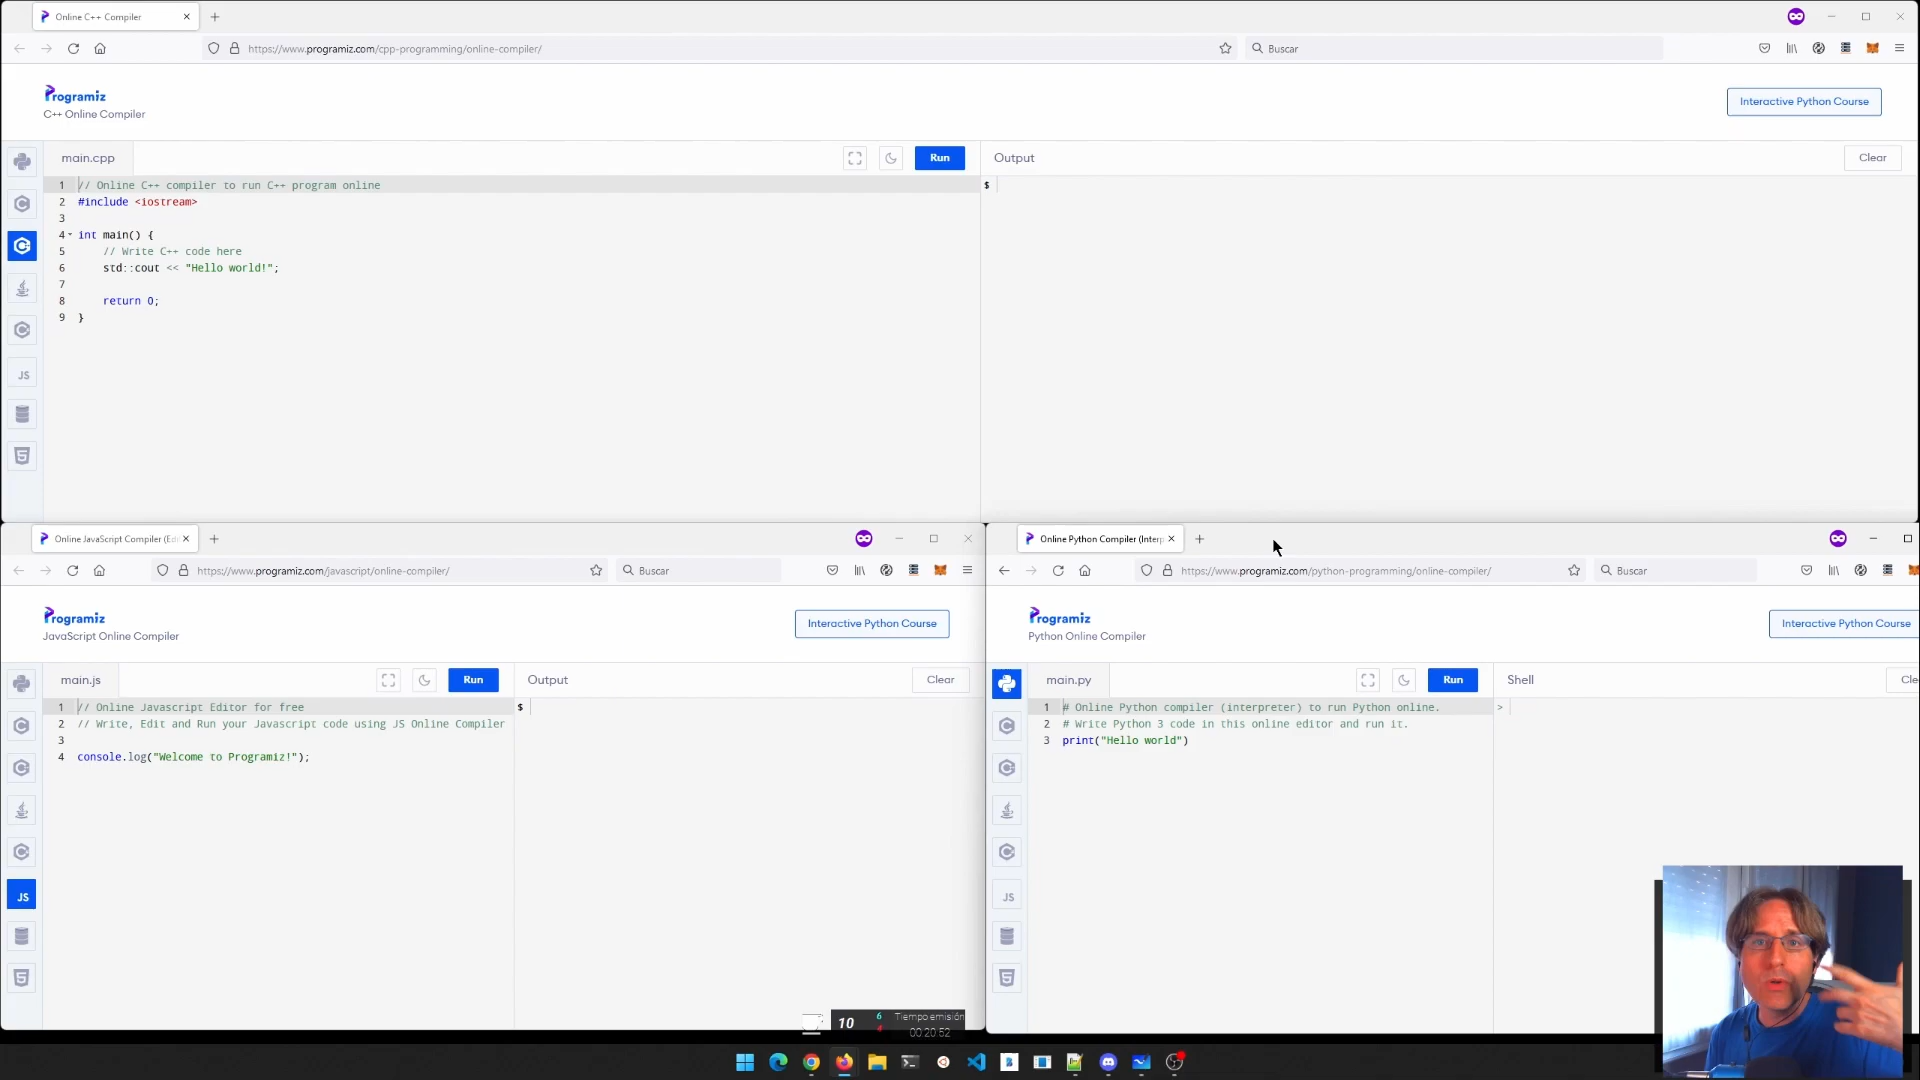 Online C++ Compiler
https://www.programiz.com/cpp-programming/online-compiler/
Buscar
Programiz
C++ Online Compiler
Interactive Python Course
main.cpp
Run
Output
Clear
1 // Online C++ compiler to run C++ program online
2 #include <iostream>
3
4 int main() {
5 // Write C++ code here
6 std::cout << "Hello world!";
7
8 return 0;
9 }
$
JS
Online JavaScript Compiler (Edi
https://www.programiz.com/javascript/online-compiler/
Buscar
Programiz
JavaScript Online Compiler
Interactive Python Course
main.js
Run
Output
Clear
1 // Online Javascript Editor for free
2 // Write, Edit and Run your Javascript code using JS Online Compiler
3
4 console.log("Welcome to Programiz!");
$
JS
Online Python Compiler (Interp
https://www.programiz.com/python-programming/online-compiler/
Buscar
Programiz
Python Online Compiler
Interactive Python Course
main.py
Run
Shell
Cle
1 # Online Python compiler (interpreter) to run Python online.
2 # Write Python 3 code in this online editor and run it.
3 print("Hello world")
>
JS
10
6
4
Tiempo emisión
00:20:52